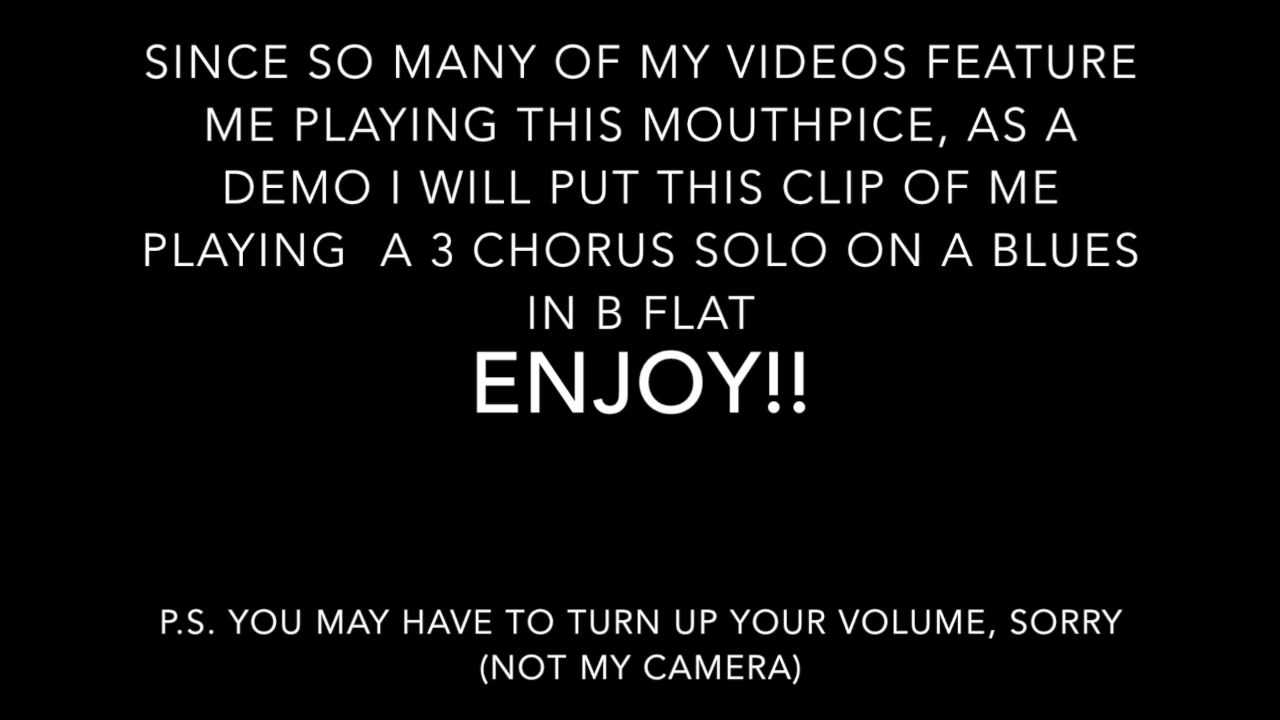 SINCE SO MANY OF MY VIDEOS FEATURE
ME PLAYING THIS MOUTHPICE, AS A
DEMO I WILL PUT THIS CLIP OF ME
PLAYING  A 3 CHORUS SOLO ON A BLUES
IN B FLAT
ENJOY!!
P.S. YOU MAY HAVE TO TURN UP YOUR VOLUME, SORRY
(NOT MY CAMERA)